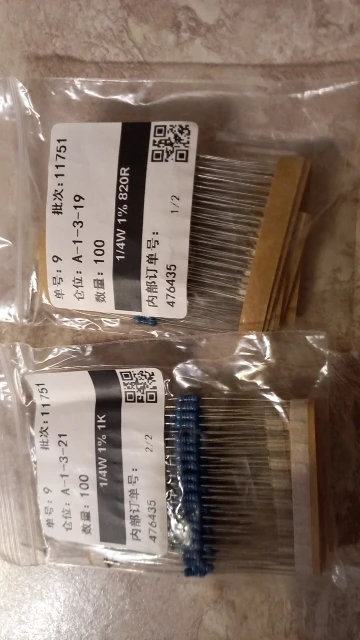 单号: 9 批次: 11751
仓位: A-1-3-19
数量: 100
1/4W 1% 820R
内部订单号: 1/2
476435
单号: 9 批次: 11751
仓位: A-1-3-21
数量: 100
1/4W 1% 1K
内部订单号: 2/2
476435